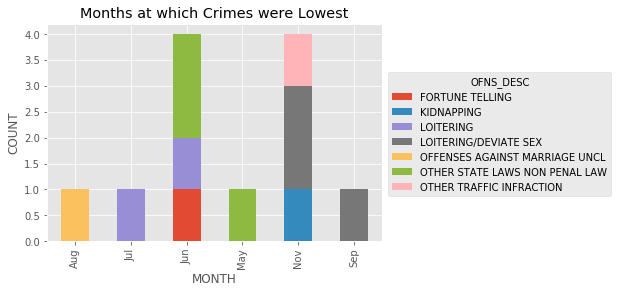 Months at which Crimes were Lowest
4.0
3.5
3.0
2.5
2.0
1.5
1.0
0.5
0.0
COUNT
Aug
Jul
Jun
May
Nov
Sep
MONTH
OFNS_DESC
FORTUNE TELLING
KIDNAPPING
LOITERING
LOITERING/DEVIATE SEX
OFFENSES AGAINST MARRIAGE UNCL
OTHER STATE LAWS NON PENAL LAW
OTHER TRAFFIC INFRACTION